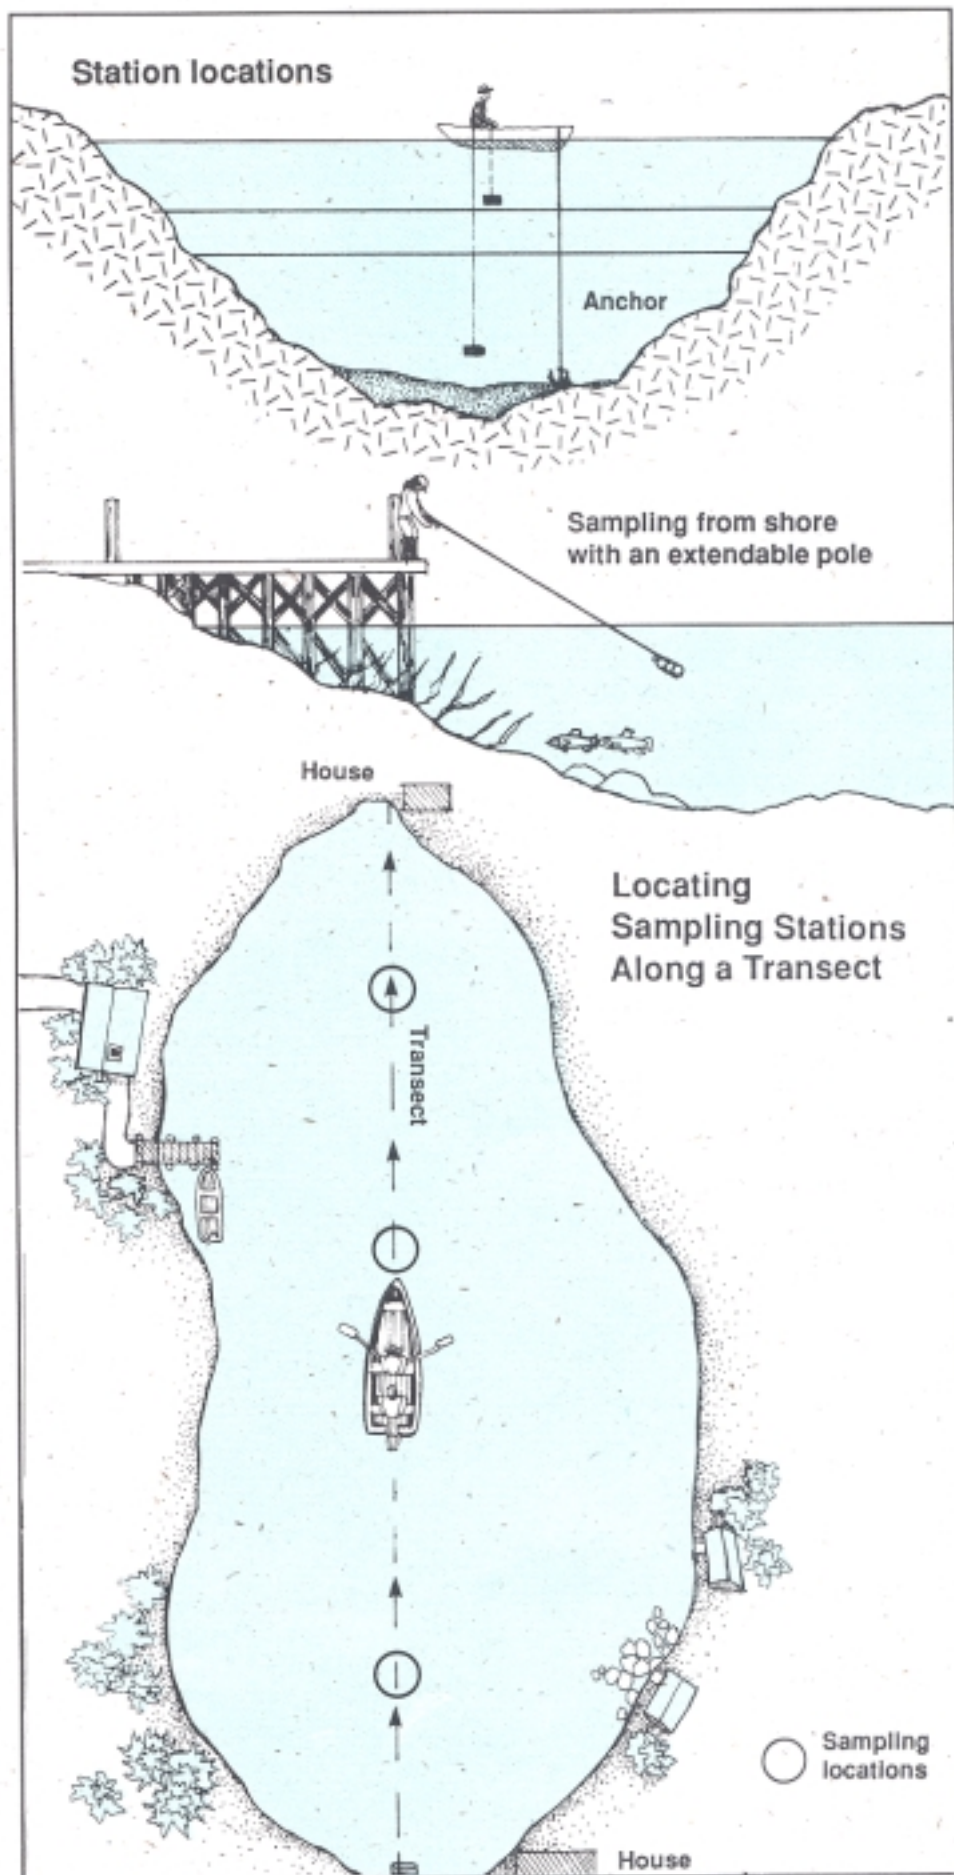 Station locations
Anchor
Sampling from shore
with an extendable pole
House
Locating
Sampling Stations
Along a Transect
Transect
Sampling
locations
House